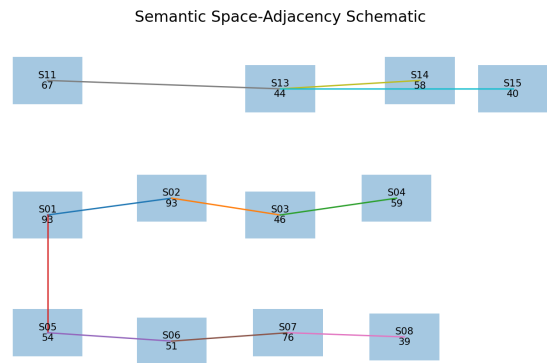 Semantic Space-Adjacency Schematic
S11
67
S13
44
S14
58
S15
40
S01
93
S02
93
S03
46
S04
59
S05
54
S06
51
S07
76
S08
39